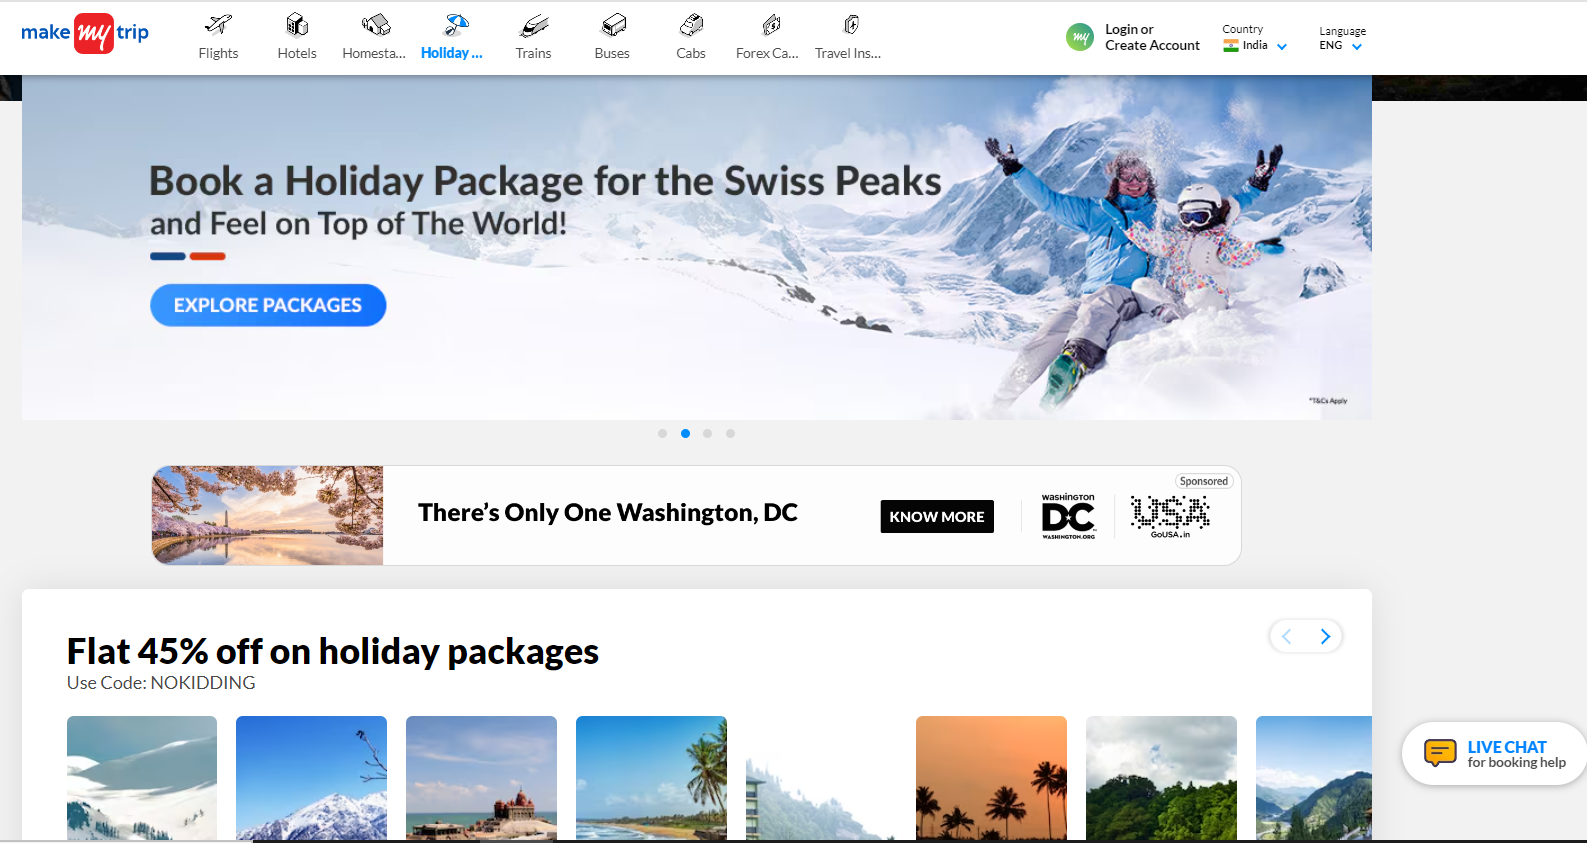 make my trip
Flights
Hotels
Homesta...
Holiday ...
Trains
Buses
Cabs
Forex Ca...
Travel Ins...
my
Login or
Create Account
Country
India
Language
ENG
Book a Holiday Package for the Swiss Peaks
and Feel on Top of The World!
EXPLORE PACKAGES
*T&Cs Apply
Sponsored
There's Only One Washington, DC
KNOW MORE
washington
DC
WASHINGTON.ORG
USA
GoUSA.in
Flat 45% off on holiday packages
Use Code: NOKIDDING
LIVE CHAT
for booking help